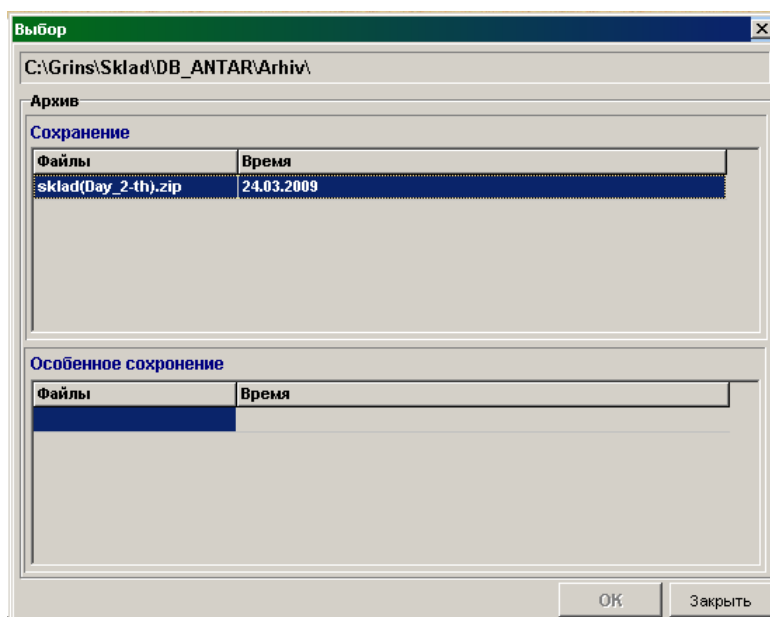 Выбор
C:\Grins\Sklad\DB_ANTAR\Arhiv\
Архив
Сохранение
Файлы Время
sklad(Day_2-th).zip 24.03.2009
Особенное сохронение
Файлы Время
OK Закрыть